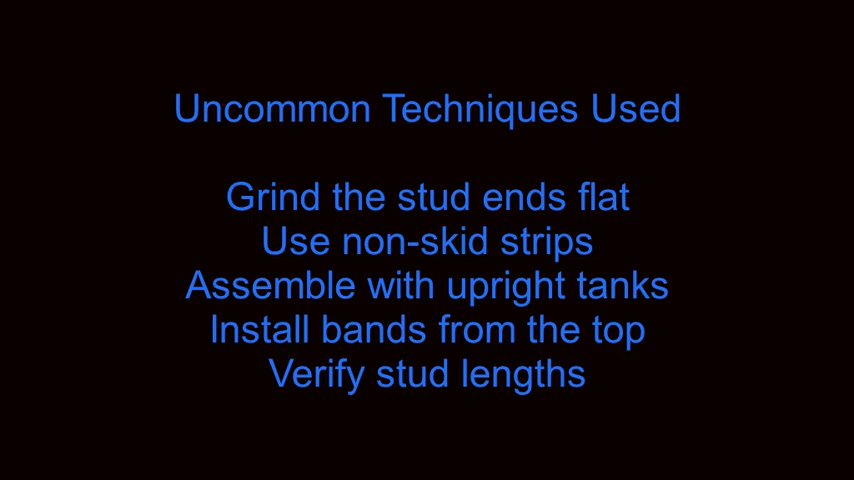 Uncommon Techniques Used
Grind the stud ends flat
Use non-skid strips
Assemble with upright tanks
Install bands from the top
Verify stud lengths